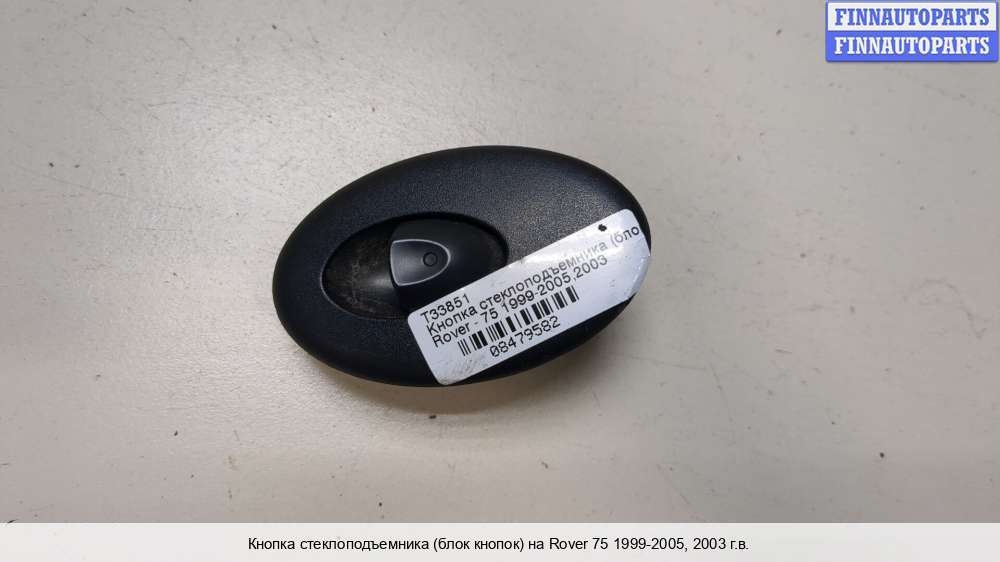 FINNAUTOPARTS
FINNAUTOPARTS
T33851
Кнопка стеклоподъемника (бло
Rover - 75 1999-2005,2003
08479582
Кнопка стеклоподъемника (блок кнопок) на Rover 75 1999-2005, 2003 г.в.